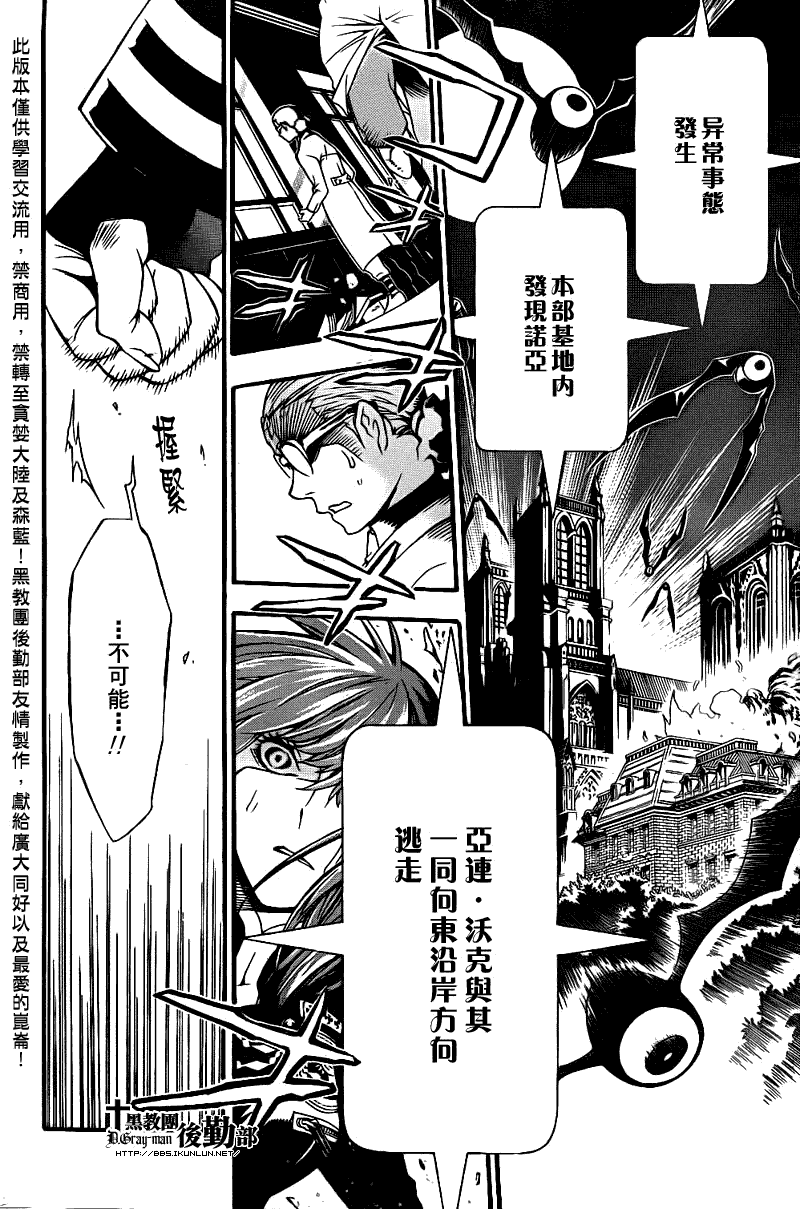 异常事態
發生
本部基地內
發現諾亞
亞連·沃克與其
一同向東沿岸方向
逃走
握緊
…不可能…!!
此版本僅供學習交流用，禁商用，禁轉至貪婪大陸及森藍！黑教團後勤部友情製作，獻給廣大同好以及最愛的崑崙！
黑教團
D.Gray-man 後勤部
HTTP://BBS.IKUNLUN.NET/